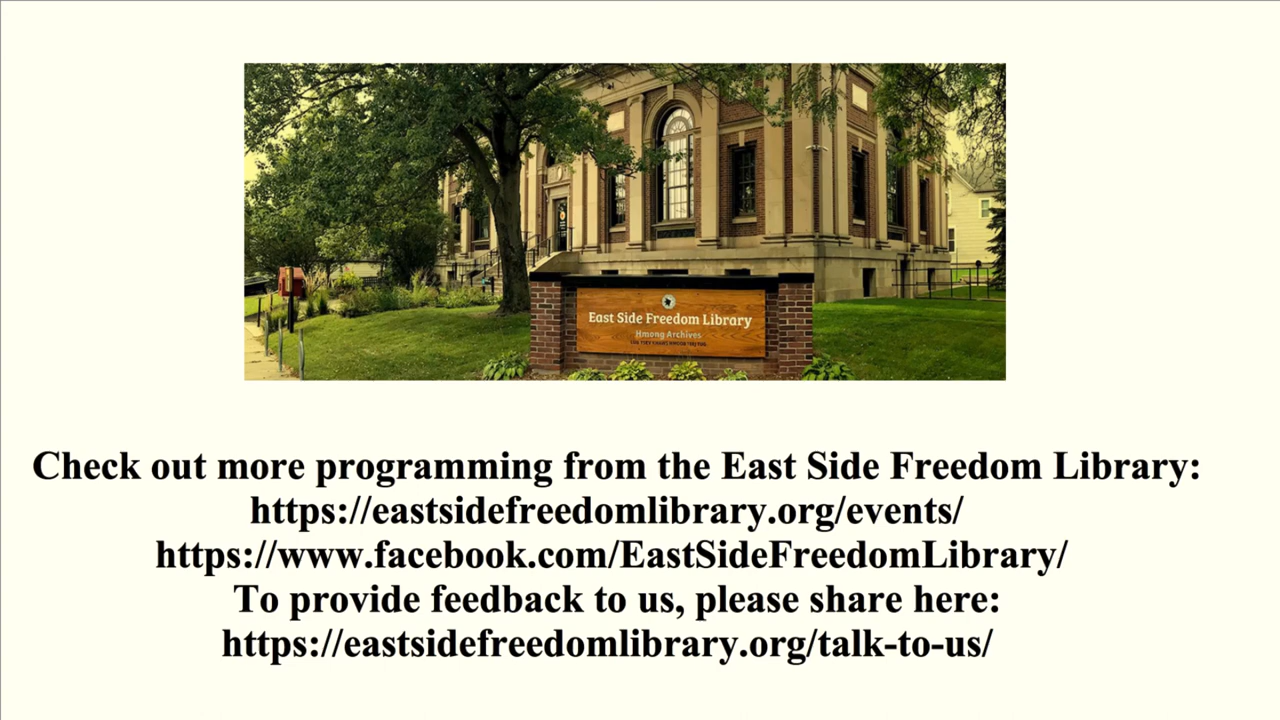 East Side Freedom Library
Hmong Archives
Check out more programming from the East Side Freedom Library:
https://eastsidefreedomlibrary.org/events/
https://www.facebook.com/EastSideFreedomLibrary/
To provide feedback to us, please share here:
https://eastsidefreedomlibrary.org/talk-to-us/